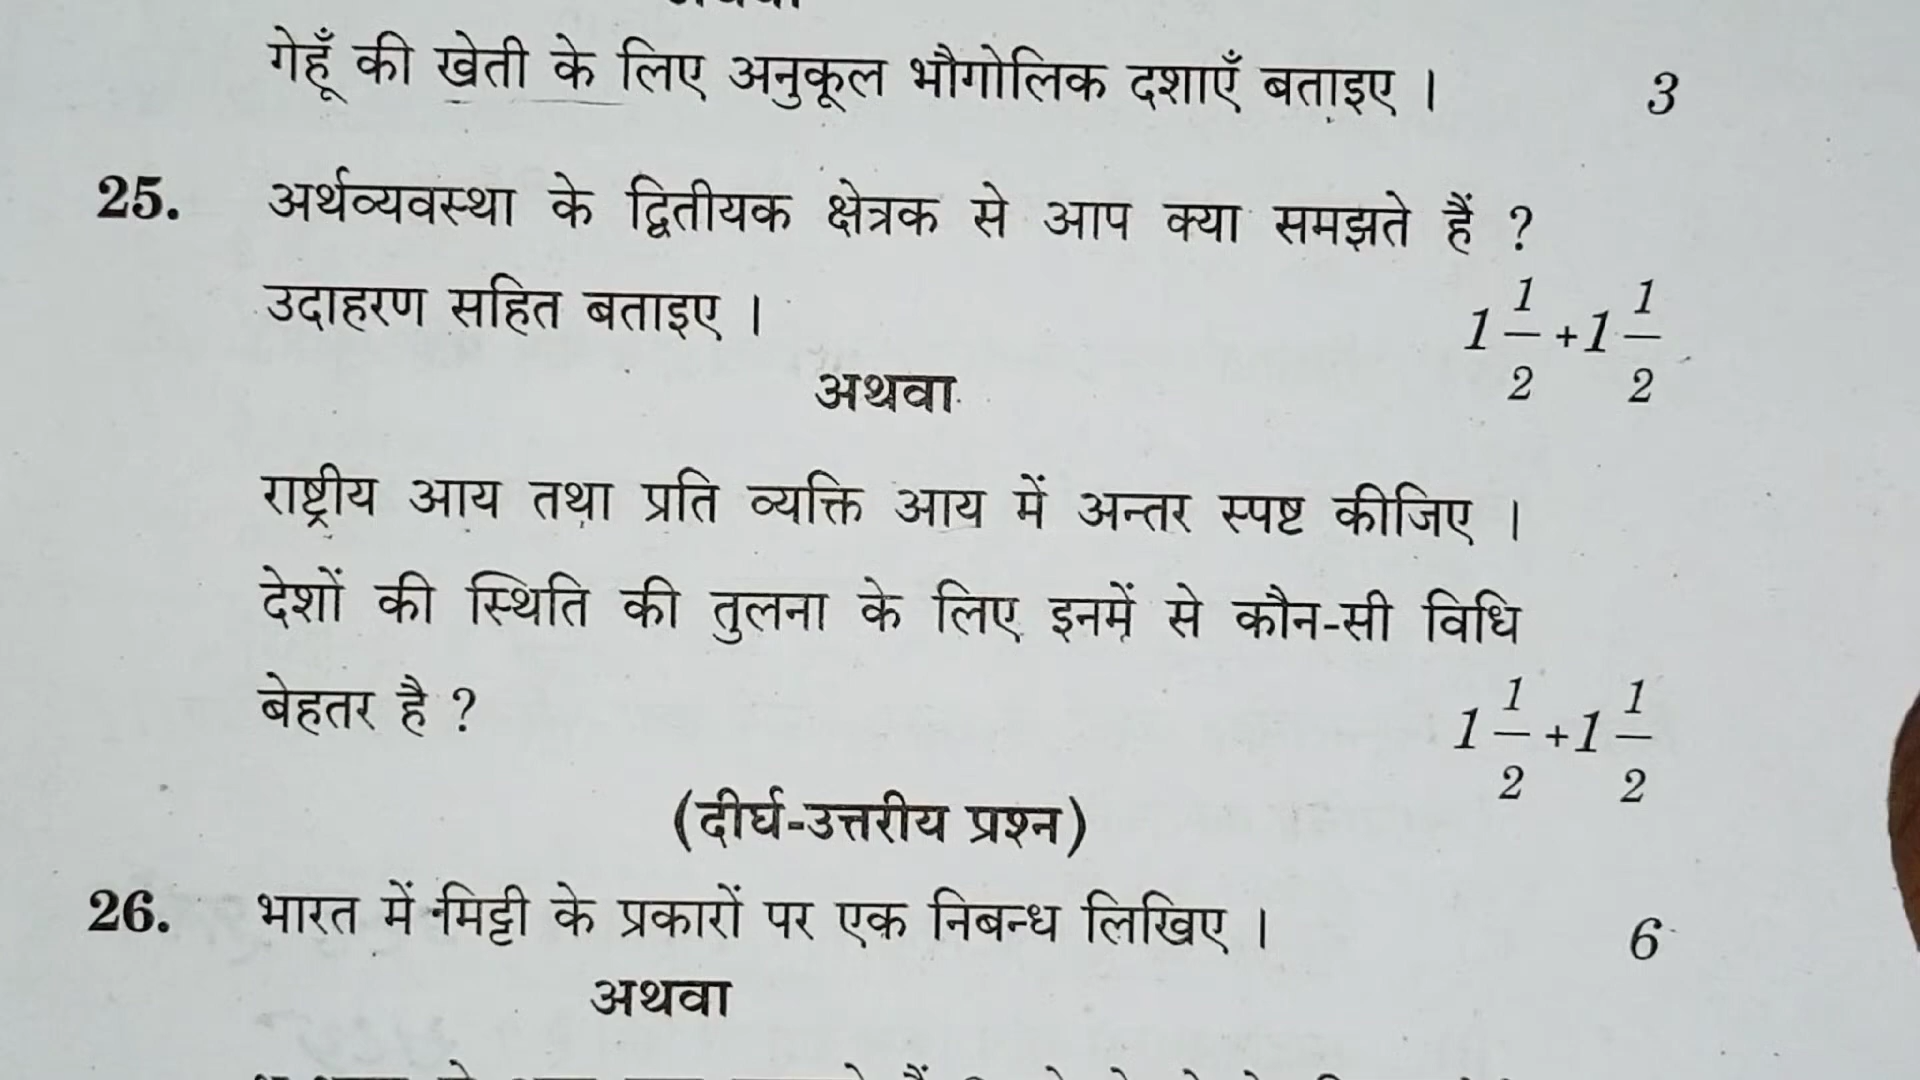 गेहूँ की खेती के लिए अनुकूल भौगोलिक दशाएँ बताइए । 3
25. अर्थव्यवस्था के द्वितीयक क्षेत्रक से आप क्या समझते हैं ?
उदाहरण सहित बताइए । 1 1/2 + 1 1/2
अथवा
राष्ट्रीय आय तथा प्रति व्यक्ति आय में अन्तर स्पष्ट कीजिए ।
देशों की स्थिति की तुलना के लिए इनमें से कौन-सी विधि
बेहतर है ? 1 1/2 + 1 1/2
(दीर्घ-उत्तरीय प्रश्न)
26. भारत में मिट्टी के प्रकारों पर एक निबन्ध लिखिए । 6
अथवा